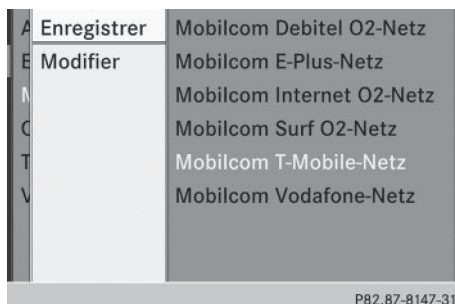 A
E
M
C
T
V
Enregistrer
Modifier
Mobilcom Debitel O2-Netz
Mobilcom E-Plus-Netz
Mobilcom Internet O2-Netz
Mobilcom Surf O2-Netz
Mobilcom T-Mobile-Netz
Mobilcom Vodafone-Netz
P82.87-8147-31